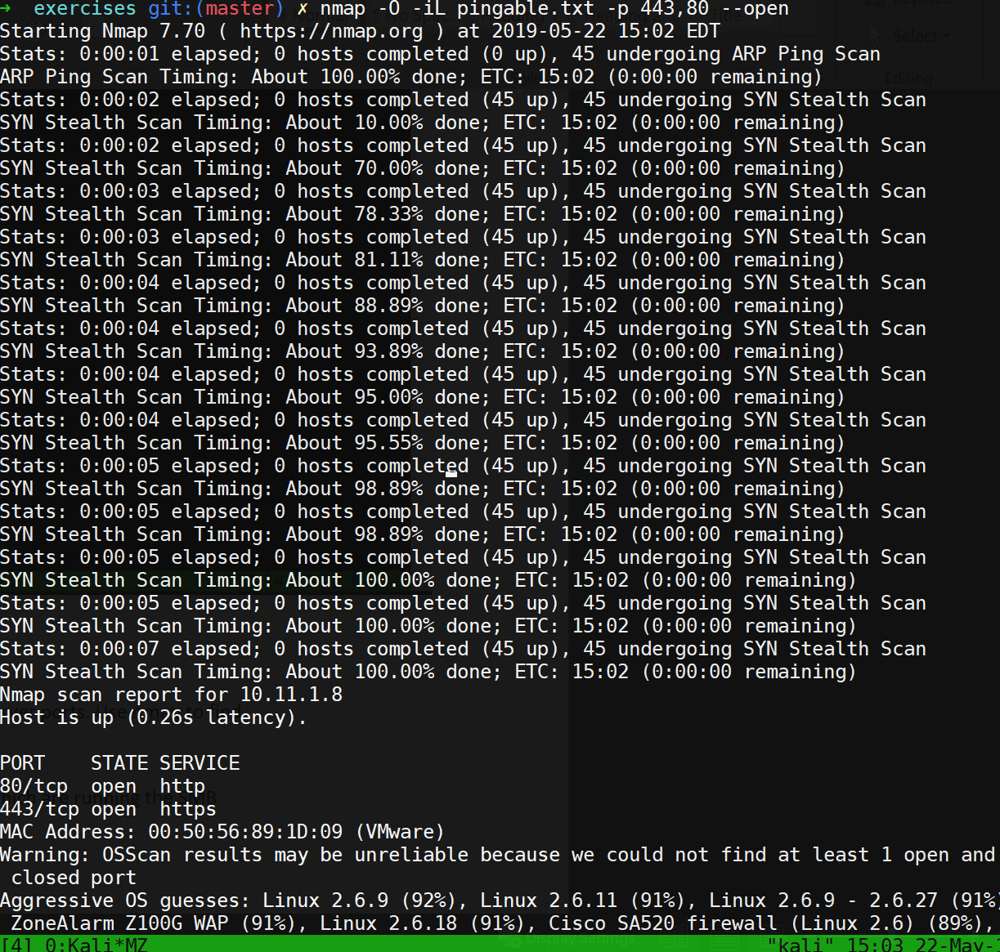 ➜  exercises git:(master) ✗ nmap -O -iL pingable.txt -p 443,80 --open
Starting Nmap 7.70 ( https://nmap.org ) at 2019-05-22 15:02 EDT
Stats: 0:00:01 elapsed; 0 hosts completed (0 up), 45 undergoing ARP Ping Scan
ARP Ping Scan Timing: About 100.00% done; ETC: 15:02 (0:00:00 remaining)
Stats: 0:00:02 elapsed; 0 hosts completed (45 up), 45 undergoing SYN Stealth Scan
SYN Stealth Scan Timing: About 10.00% done; ETC: 15:02 (0:00:00 remaining)
Stats: 0:00:02 elapsed; 0 hosts completed (45 up), 45 undergoing SYN Stealth Scan
SYN Stealth Scan Timing: About 70.00% done; ETC: 15:02 (0:00:00 remaining)
Stats: 0:00:03 elapsed; 0 hosts completed (45 up), 45 undergoing SYN Stealth Scan
SYN Stealth Scan Timing: About 78.33% done; ETC: 15:02 (0:00:00 remaining)
Stats: 0:00:03 elapsed; 0 hosts completed (45 up), 45 undergoing SYN Stealth Scan
SYN Stealth Scan Timing: About 81.11% done; ETC: 15:02 (0:00:00 remaining)
Stats: 0:00:04 elapsed; 0 hosts completed (45 up), 45 undergoing SYN Stealth Scan
SYN Stealth Scan Timing: About 88.89% done; ETC: 15:02 (0:00:00 remaining)
Stats: 0:00:04 elapsed; 0 hosts completed (45 up), 45 undergoing SYN Stealth Scan
SYN Stealth Scan Timing: About 93.89% done; ETC: 15:02 (0:00:00 remaining)
Stats: 0:00:04 elapsed; 0 hosts completed (45 up), 45 undergoing SYN Stealth Scan
SYN Stealth Scan Timing: About 95.00% done; ETC: 15:02 (0:00:00 remaining)
Stats: 0:00:04 elapsed; 0 hosts completed (45 up), 45 undergoing SYN Stealth Scan
SYN Stealth Scan Timing: About 95.55% done; ETC: 15:02 (0:00:00 remaining)
Stats: 0:00:05 elapsed; 0 hosts completed (45 up), 45 undergoing SYN Stealth Scan
SYN Stealth Scan Timing: About 98.89% done; ETC: 15:02 (0:00:00 remaining)
Stats: 0:00:05 elapsed; 0 hosts completed (45 up), 45 undergoing SYN Stealth Scan
SYN Stealth Scan Timing: About 98.89% done; ETC: 15:02 (0:00:00 remaining)
Stats: 0:00:05 elapsed; 0 hosts completed (45 up), 45 undergoing SYN Stealth Scan
SYN Stealth Scan Timing: About 100.00% done; ETC: 15:02 (0:00:00 remaining)
Stats: 0:00:05 elapsed; 0 hosts completed (45 up), 45 undergoing SYN Stealth Scan
SYN Stealth Scan Timing: About 100.00% done; ETC: 15:02 (0:00:00 remaining)
Stats: 0:00:07 elapsed; 0 hosts completed (45 up), 45 undergoing SYN Stealth Scan
SYN Stealth Scan Timing: About 100.00% done; ETC: 15:02 (0:00:00 remaining)
Nmap scan report for 10.11.1.8
Host is up (0.26s latency).
PORT    STATE SERVICE
80/tcp  open  http
443/tcp open  https
MAC Address: 00:50:56:89:1D:09 (VMware)
Warning: OSScan results may be unreliable because we could not find at least 1 open and
closed port
Aggressive OS guesses: Linux 2.6.9 (92%), Linux 2.6.11 (91%), Linux 2.6.9 - 2.6.27 (91%)
ZoneAlarm Z100G WAP (91%), Linux 2.6.18 (91%), Cisco SA520 firewall (Linux 2.6) (89%),
[4] 0:Kali*MZ "kali" 15:03 22-May-
Select
Editing
Title
running the SMB
Display Settings